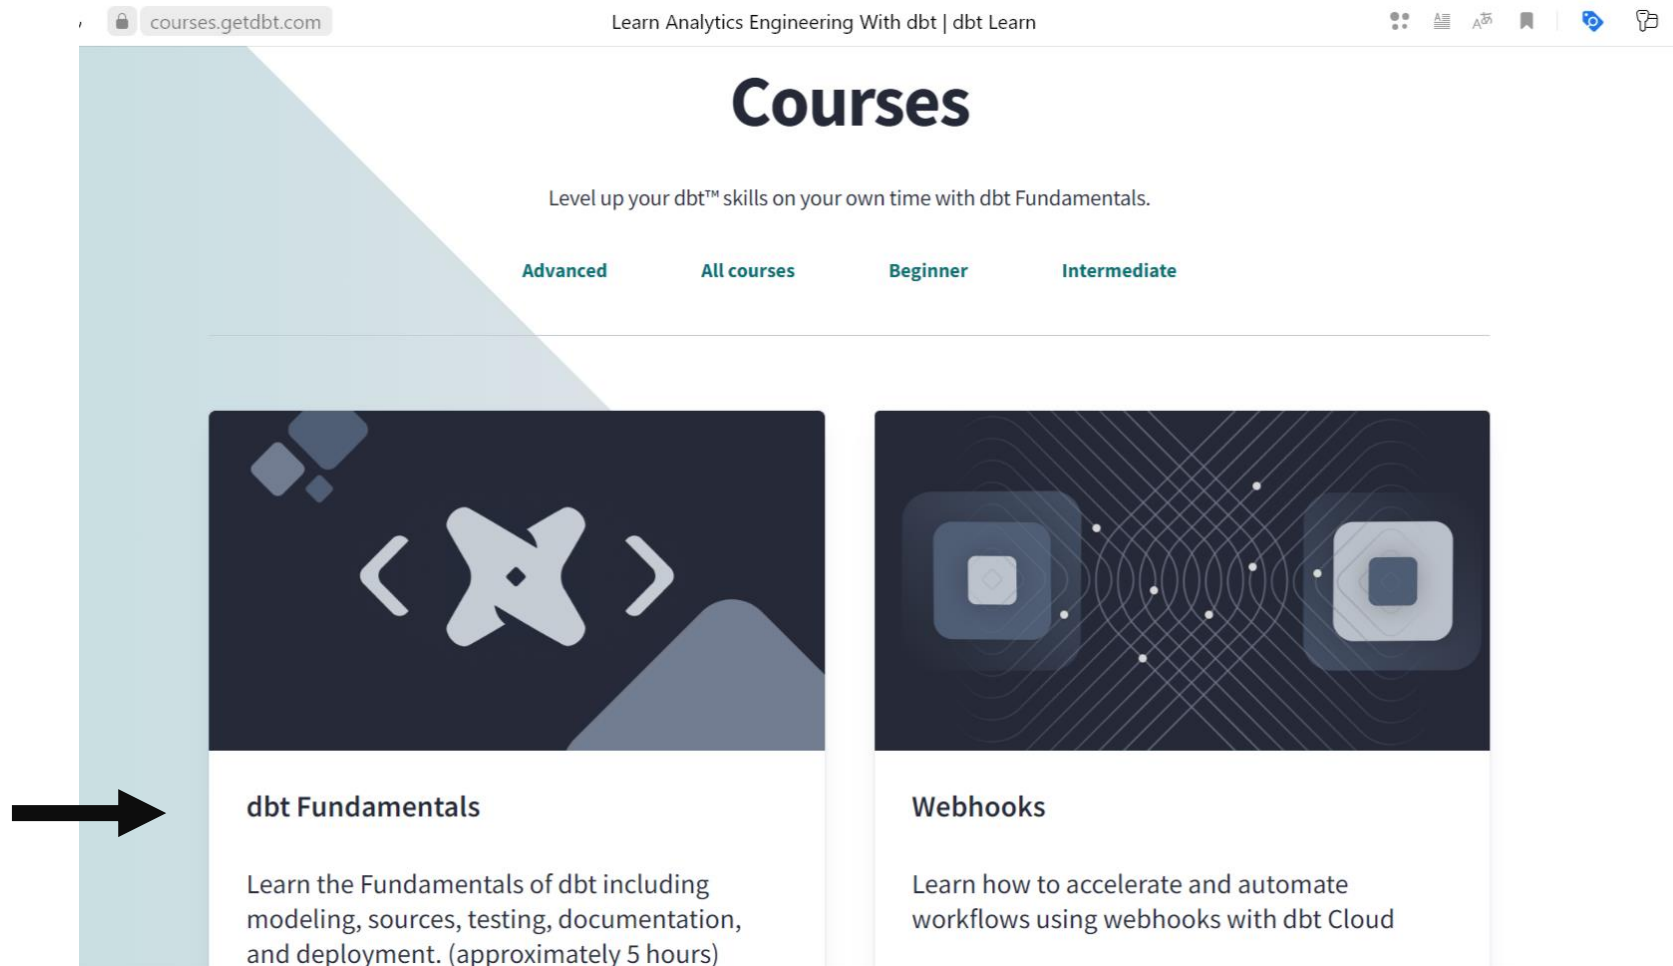 courses.getdbt.com
Learn Analytics Engineering With dbt | dbt Learn
Courses
Level up your dbt™ skills on your own time with dbt Fundamentals.
Advanced
All courses
Beginner
Intermediate
dbt Fundamentals
Learn the Fundamentals of dbt including
modeling, sources, testing, documentation,
and deployment. (approximately 5 hours)
Webhooks
Learn how to accelerate and automate
workflows using webhooks with dbt Cloud